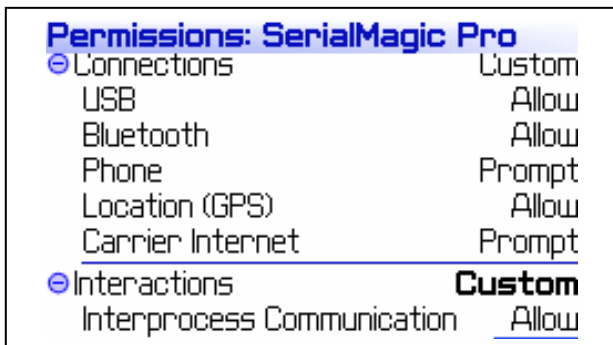 Permissions: SerialMagic Pro
Connections Custom
USB Allow
Bluetooth Allow
Phone Prompt
Location (GPS) Allow
Carrier Internet Prompt
Interactions Custom
Interprocess Communication Allow